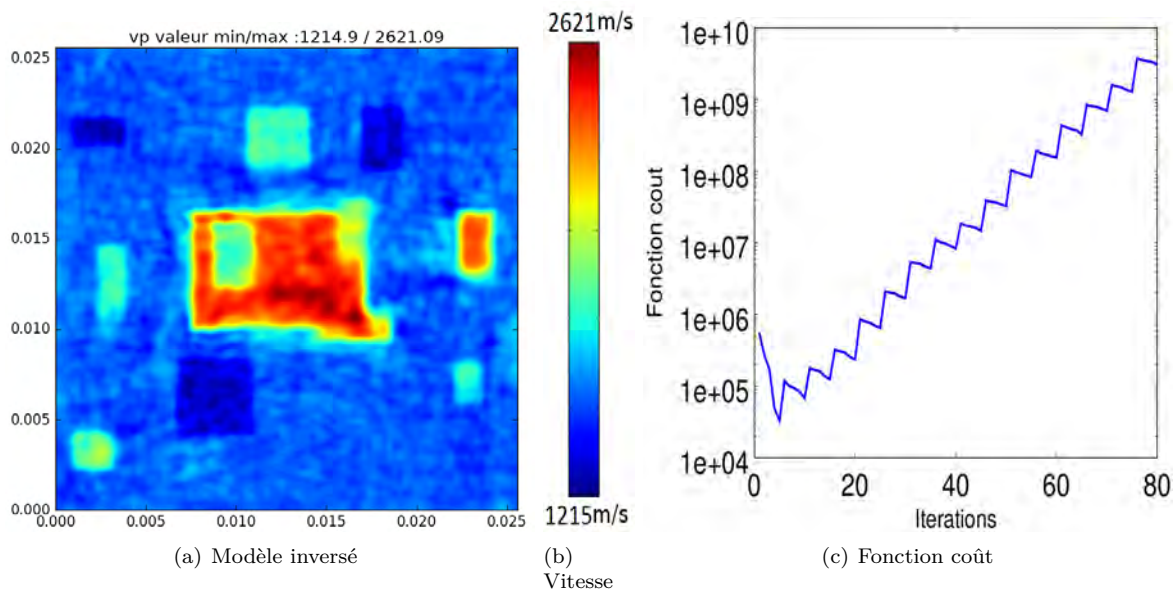 vp valeur min/max :1214.9 / 2621.09
0.025
0.020
0.015
0.010
0.005
0.000
0.000 0.005 0.010 0.015 0.020 0.025
(a) Modèle inversé
2621m/s
1215m/s
(b)
Vitesse
1e+10
1e+09
1e+08
1e+07
1e+06
1e+05
1e+04
Fonction cout
0 20 40 60 80
Iterations
(c) Fonction coût